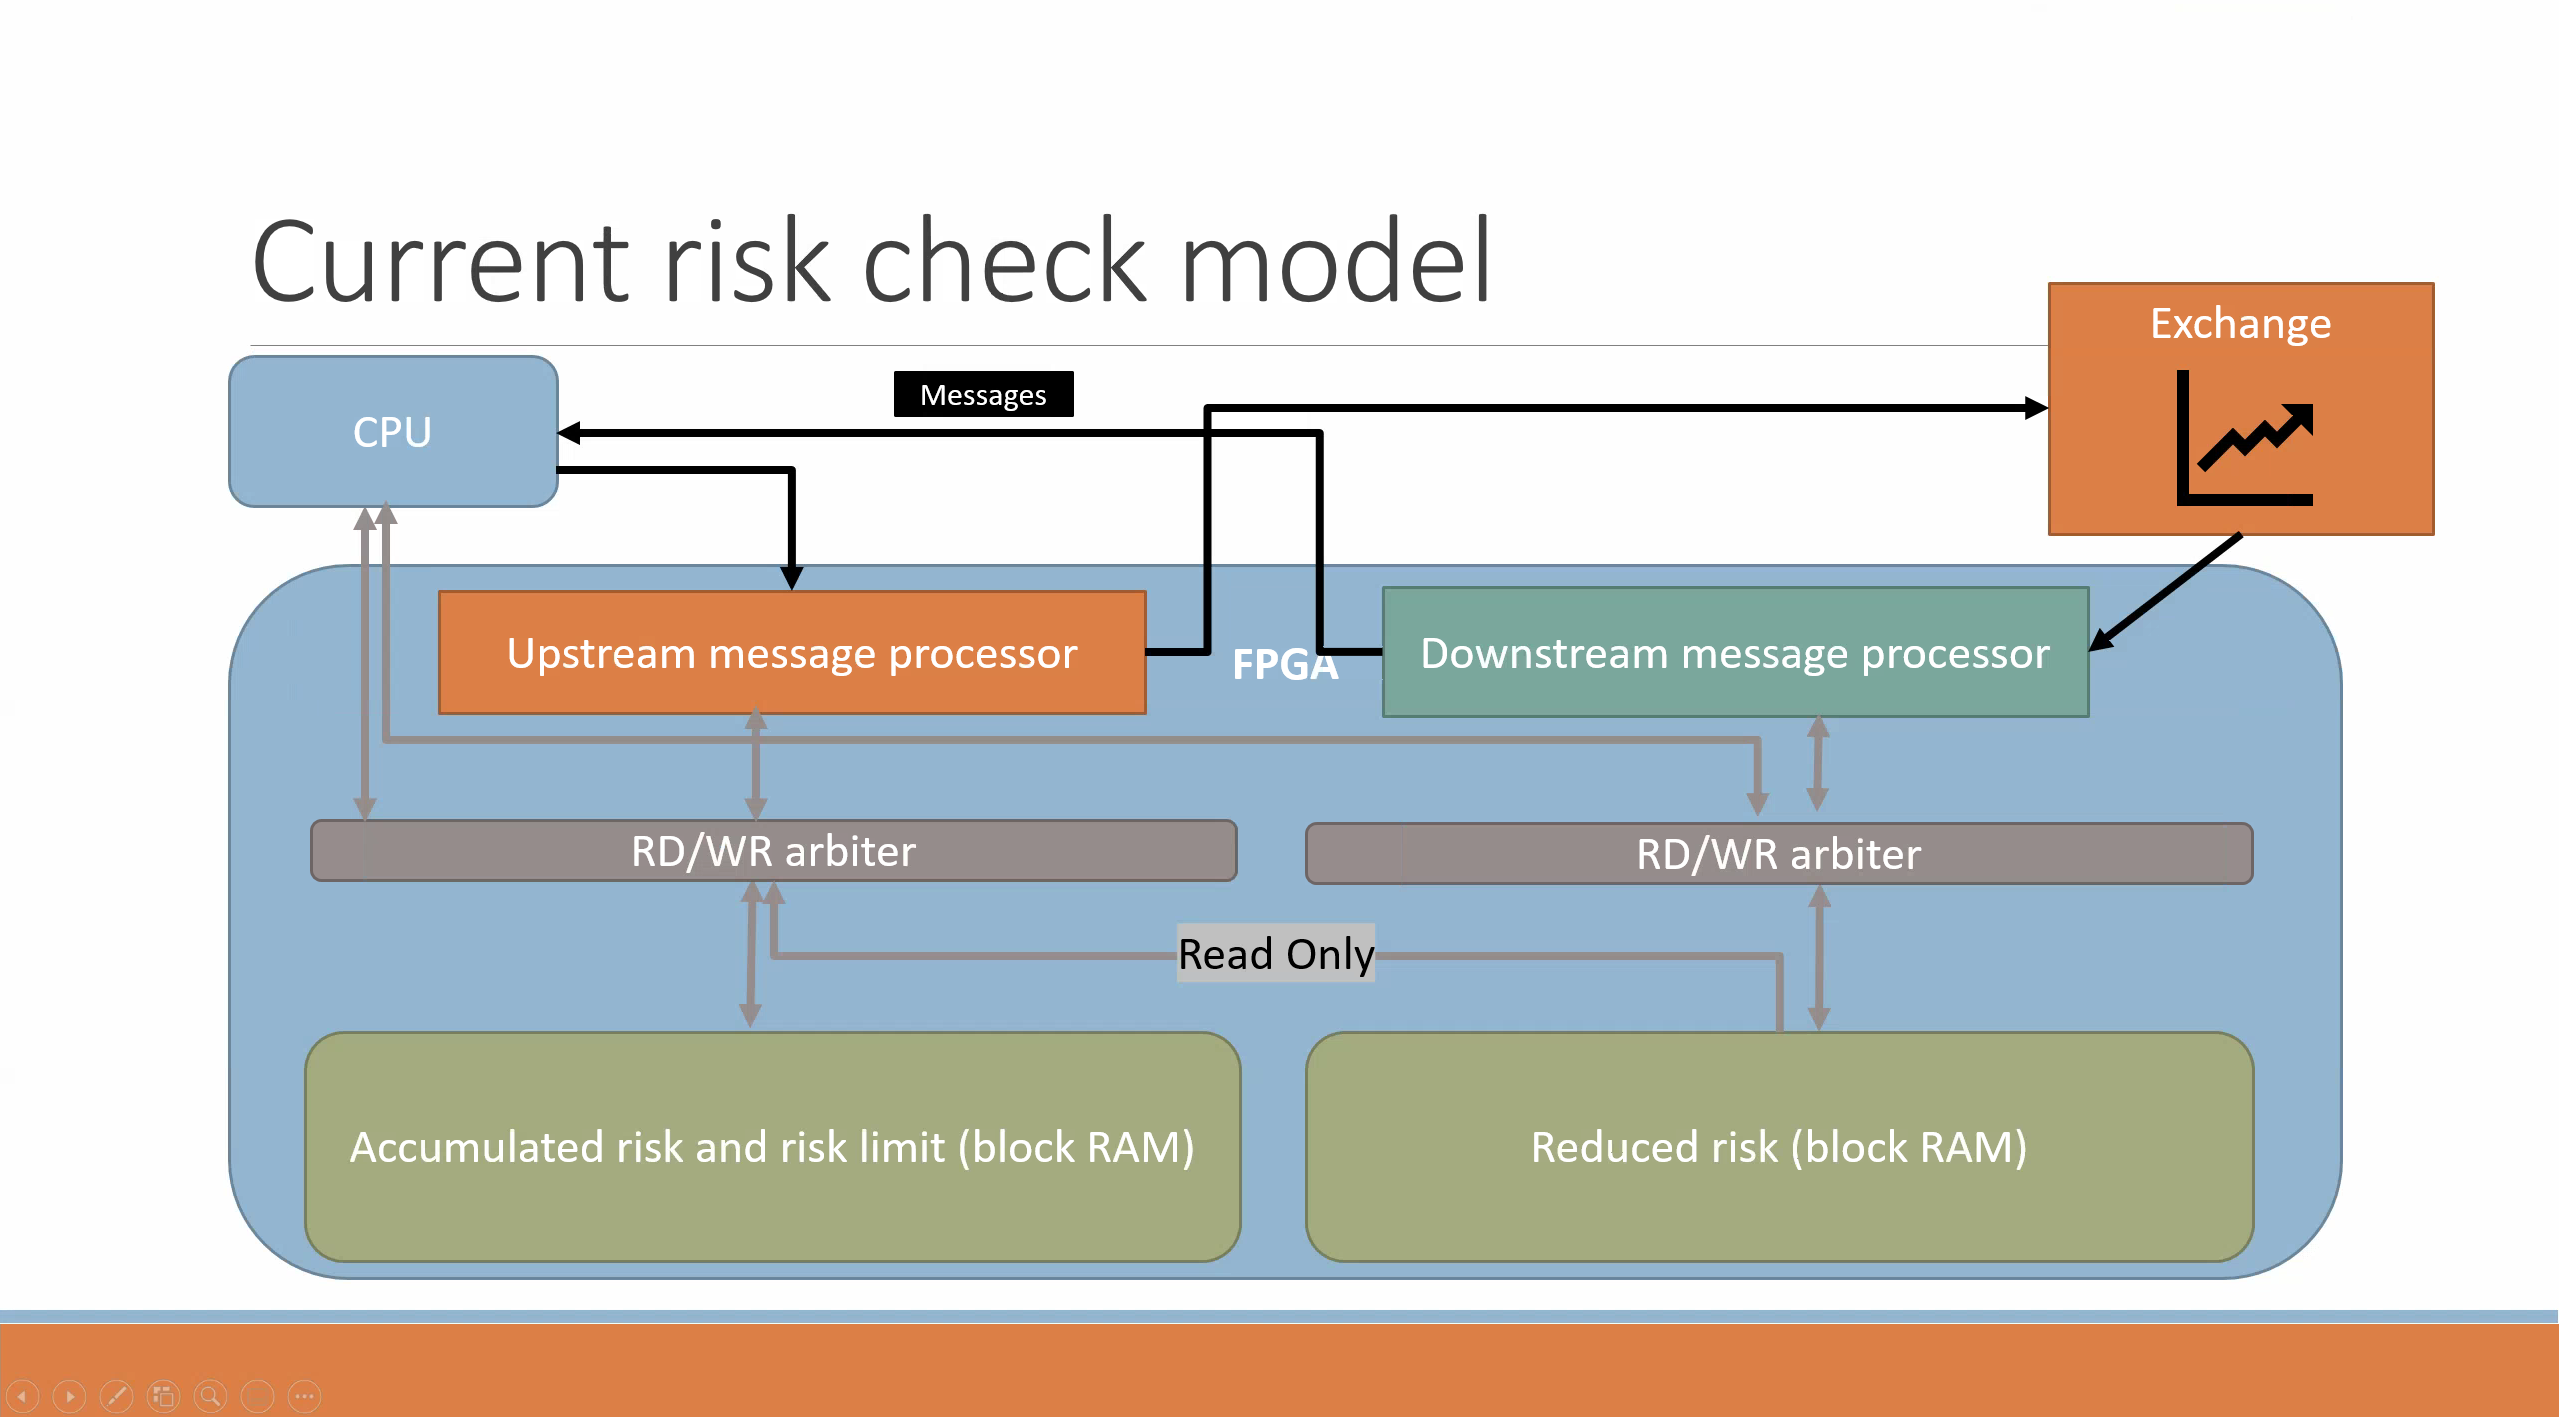 Current risk check model
Exchange
Messages
CPU
Upstream message processor
FPGA
Downstream message processor
RD/WR arbiter
RD/WR arbiter
Read Only
Accumulated risk and risk limit (block RAM)
Reduced risk (block RAM)